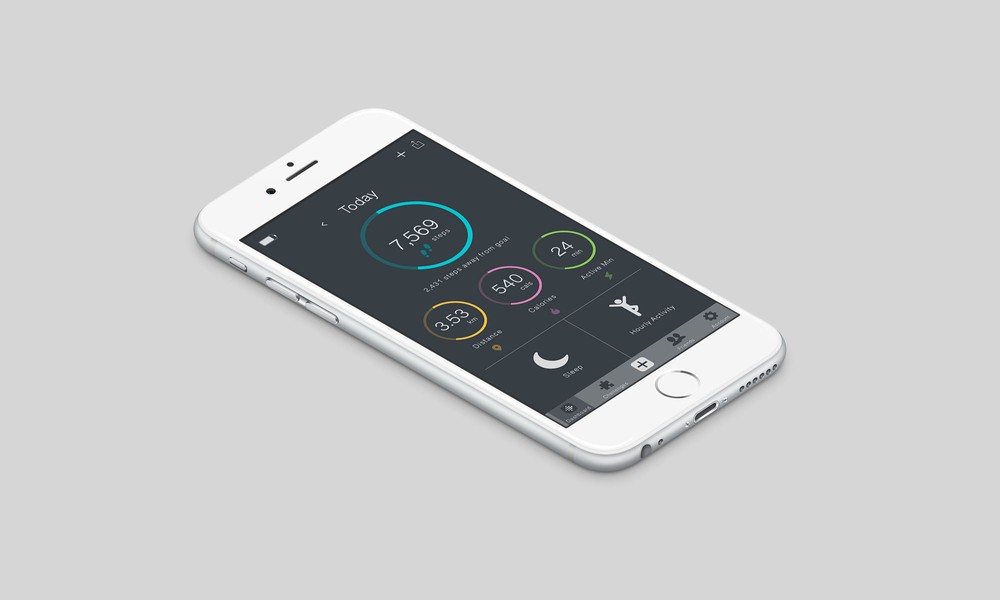 Today
7,569
steps
2,431 steps away from goal
3.53
km
Distance
540
cals
Calories
24
min
Active Min
Sleep
Hourly Activity
Dashboard
Challenges
Friends
Account